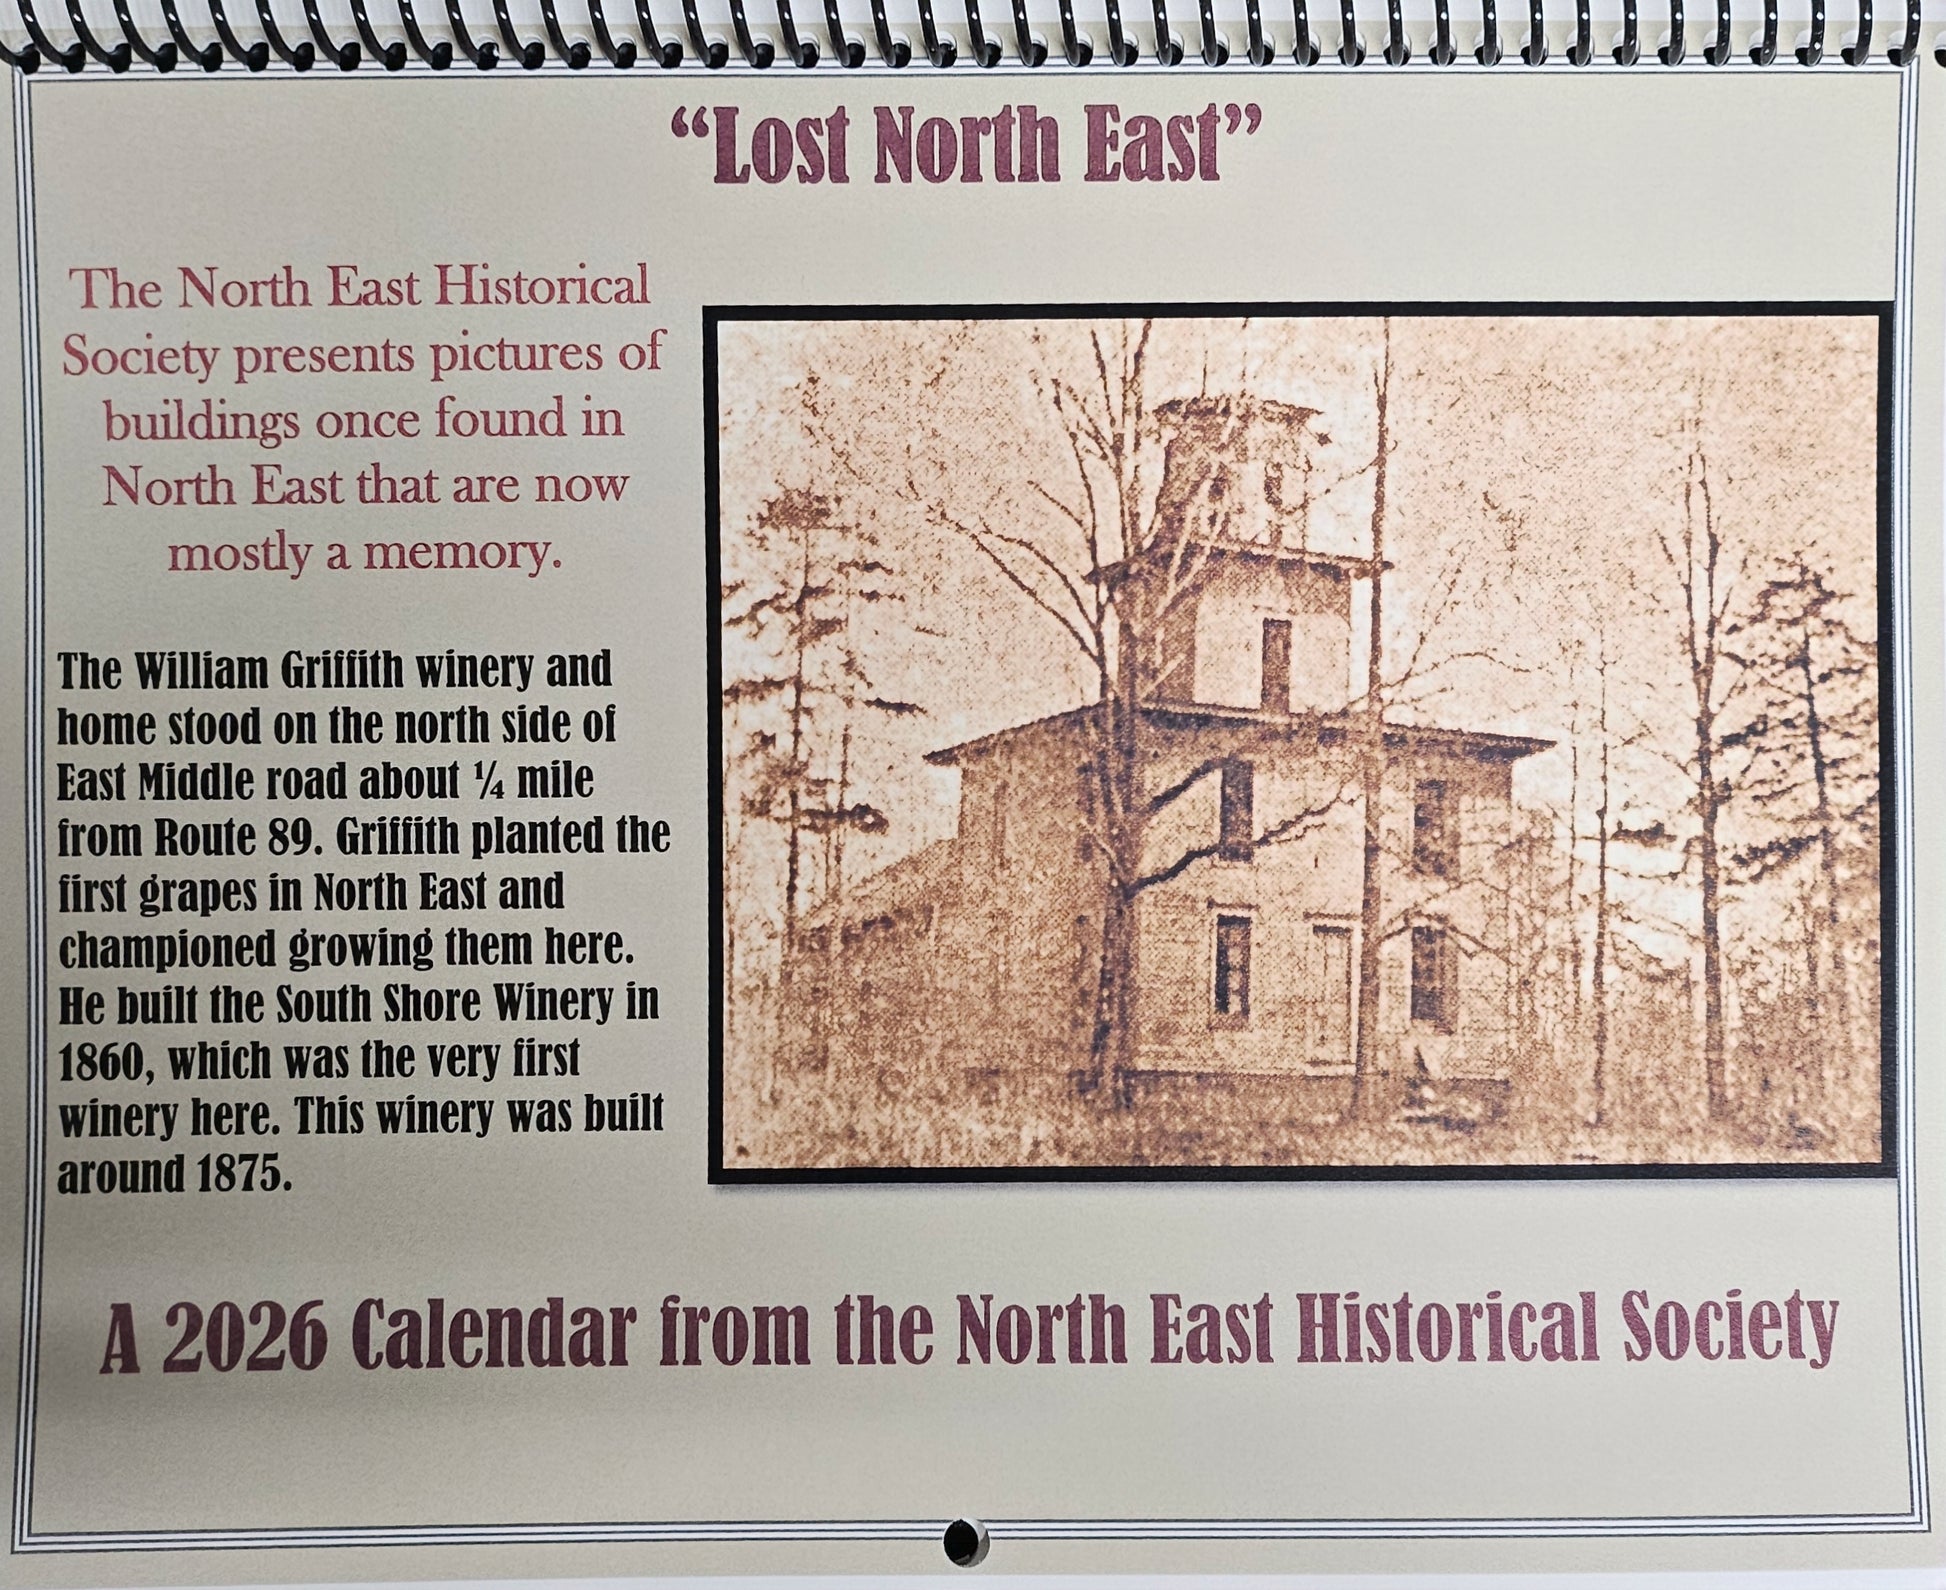 “Lost North East”
The North East Historical
Society presents pictures of
buildings once found in
North East that are now
mostly a memory.
The William Griffith winery and
home stood on the north side of
East Middle road about ¼ mile
from Route 89. Griffith planted the
first grapes in North East and
championed growing them here.
He built the South Shore Winery in
1860, which was the very first
winery here. This winery was built
around 1875.
A 2026 Calendar from the North East Historical Society